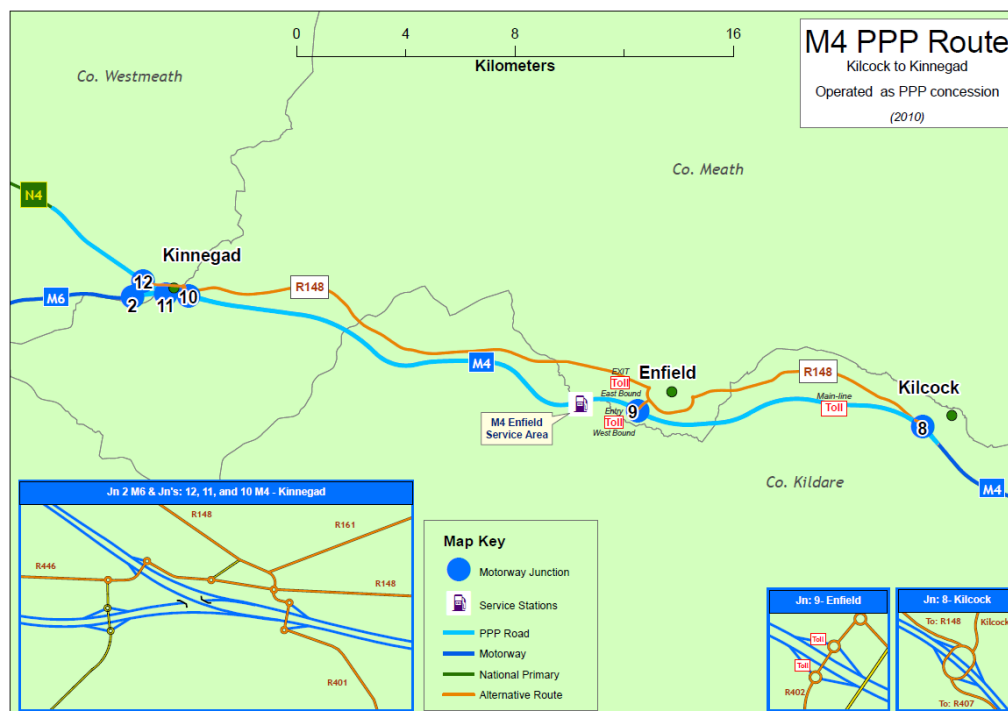 0 4 8 12 16
Kilometers
M4 PPP Route
Kilcock to Kinnegad
Operated as PPP concession
(2010)
Co. Westmeath
Co. Meath
N4
Kinnegad
12
2
11
10
M6
R148
M4
EXIT
Toll
East Bound
Enfield
Entry
Toll
West Bound
9
M4 Enfield
Service Area
R148
Main-line
Toll
Kilcock
8
M4
Co. Kildare
Jn 2 M6 & Jn's: 12, 11, and 10 M4 - Kinnegad
R148
R161
R446
R148
R401
Map Key
Motorway Junction
Service Stations
PPP Road
Motorway
National Primary
Alternative Route
Jn: 9- Enfield
Toll
Toll
R402
Jn: 8- Kilcock
To: R148
Kilcock
To: R407